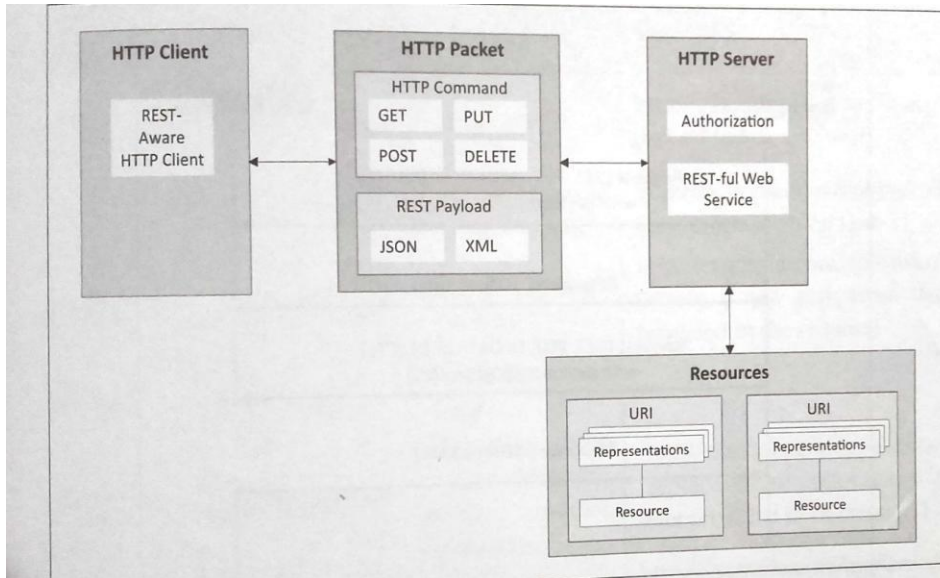 HTTP Client
REST-
Aware
HTTP Client
HTTP Packet
HTTP Command
GET
PUT
POST
DELETE
REST Payload
JSON
XML
HTTP Server
Authorization
REST-ful Web
Service
Resources
URI
Representations
Resource
URI
Representations
Resource